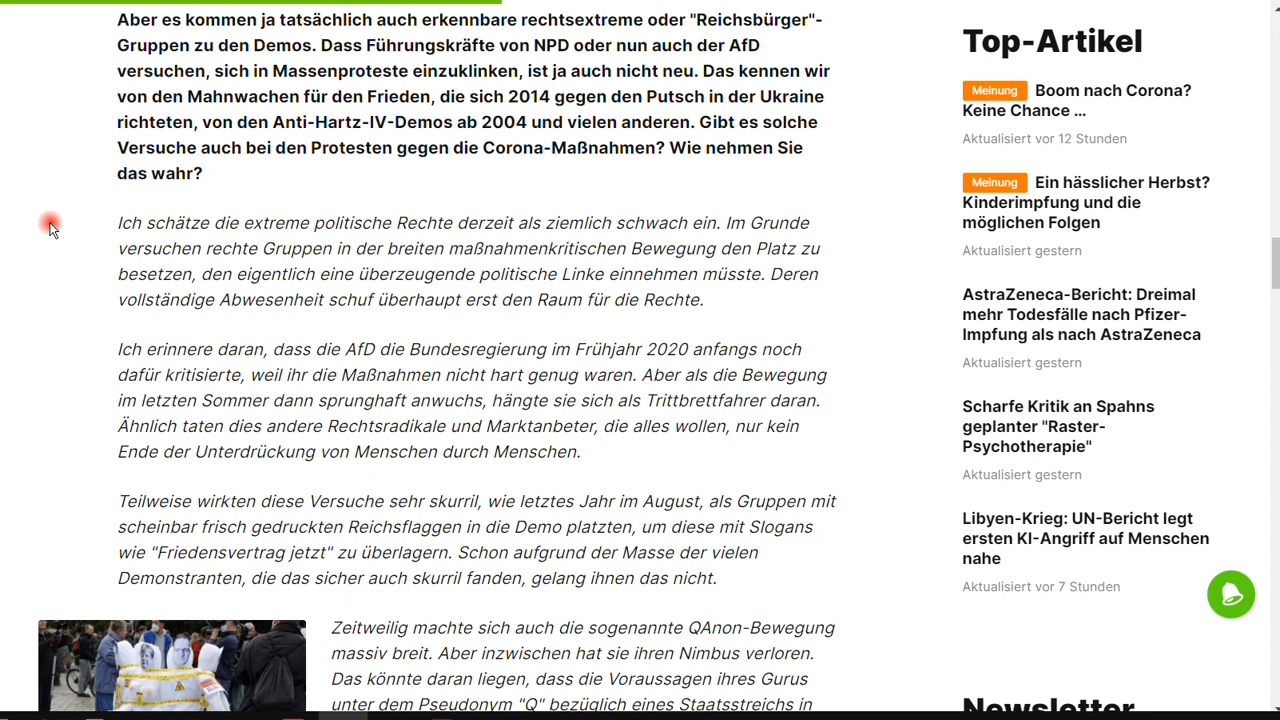 Aber es kommen ja tatsächlich auch erkennbare rechtsextreme oder "Reichsbürger"-
Gruppen zu den Demos. Dass Führungskräfte von NPD oder nun auch der AfD
versuchen, sich in Massenproteste einzuklinken, ist ja auch nicht neu. Das kennen wir
von den Mahnwachen für den Frieden, die sich 2014 gegen den Putsch in der Ukraine
richteten, von den Anti-Hartz-IV-Demos ab 2004 und vielen anderen. Gibt es solche
Versuche auch bei den Protesten gegen die Corona-Maßnahmen? Wie nehmen Sie
das wahr?
Ich schätze die extreme politische Rechte derzeit als ziemlich schwach ein. Im Grunde
versuchen rechte Gruppen in der breiten maßnahmenkritischen Bewegung den Platz zu
besetzen, den eigentlich eine überzeugende politische Linke einnehmen müsste. Deren
vollständige Abwesenheit schuf überhaupt erst den Raum für die Rechte.
Ich erinnere daran, dass die AfD die Bundesregierung im Frühjahr 2020 anfangs noch
dafür kritisierte, weil ihr die Maßnahmen nicht hart genug waren. Aber als die Bewegung
im letzten Sommer dann sprunghaft anwuchs, hängte sie sich als Trittbrettfahrer daran.
Ähnlich taten dies andere Rechtsradikale und Marktanbeter, die alles wollen, nur kein
Ende der Unterdrückung von Menschen durch Menschen.
Teilweise wirkten diese Versuche sehr skurril, wie letztes Jahr im August, als Gruppen mit
scheinbar frisch gedruckten Reichsflaggen in die Demo platzten, um diese mit Slogans
wie "Friedensvertrag jetzt" zu überlagern. Schon aufgrund der Masse der vielen
Demonstranten, die das sicher auch skurril fanden, gelang ihnen das nicht.
Zeitweilig machte sich auch die sogenannte QAnon-Bewegung
massiv breit. Aber inzwischen hat sie ihren Nimbus verloren.
Das könnte daran liegen, dass die Voraussagen ihres Gurus
unter dem Pseudonym "Q" bezüglich eines Staatsstreichs in
Top-Artikel
Meinung Boom nach Corona?
Keine Chance …
Aktualisiert vor 12 Stunden
Meinung Ein hässlicher Herbst?
Kinderimpfung und die
möglichen Folgen
Aktualisiert gestern
AstraZeneca-Bericht: Dreimal
mehr Todesfälle nach Pfizer-
Impfung als nach AstraZeneca
Aktualisiert gestern
Scharfe Kritik an Spahns
geplanter "Raster-
Psychotherapie"
Aktualisiert gestern
Libyen-Krieg: UN-Bericht legt
ersten KI-Angriff auf Menschen
nahe
Aktualisiert vor 7 Stunden
Newsletter